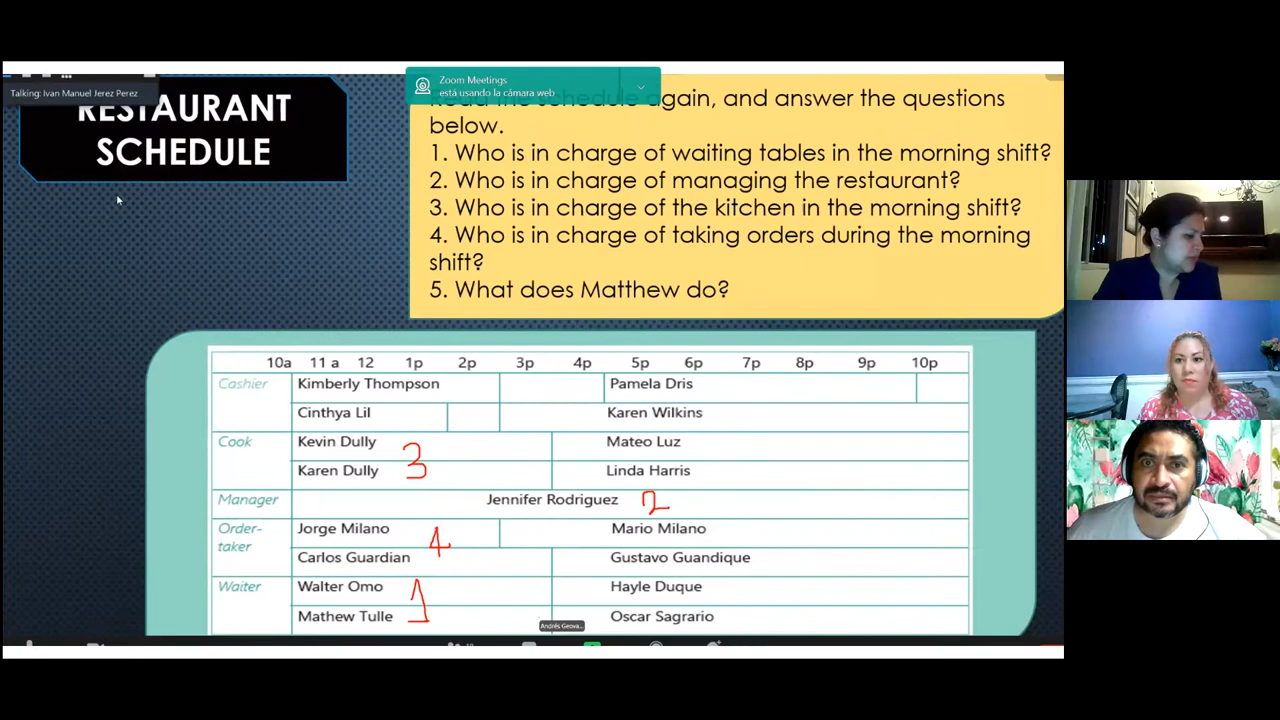 Talking: Ivan Manuel Jerez Perez
Zoom Meetings
está usando la cámara web
RESTAURANT
SCHEDULE
Read the schedule again, and answer the questions
below.
1. Who is in charge of waiting tables in the morning shift?
2. Who is in charge of managing the restaurant?
3. Who is in charge of the kitchen in the morning shift?
4. Who is in charge of taking orders during the morning
shift?
5. What does Matthew do?
10a 11 a 12 1p 2p 3p 4p 5p 6p 7p 8p 9p 10p
Cashier Kimberly Thompson Pamela Dris
Cinthya Lil Karen Wilkins
Cook Kevin Dully Mateo Luz
3
Karen Dully Linda Harris
Manager Jennifer Rodriguez 2
Order- Jorge Milano Mario Milano
taker 4
Carlos Guardian Gustavo Guandique
Waiter Walter Omo Hayle Duque
1
Mathew Tulle Oscar Sagrario
Andrés Geova...